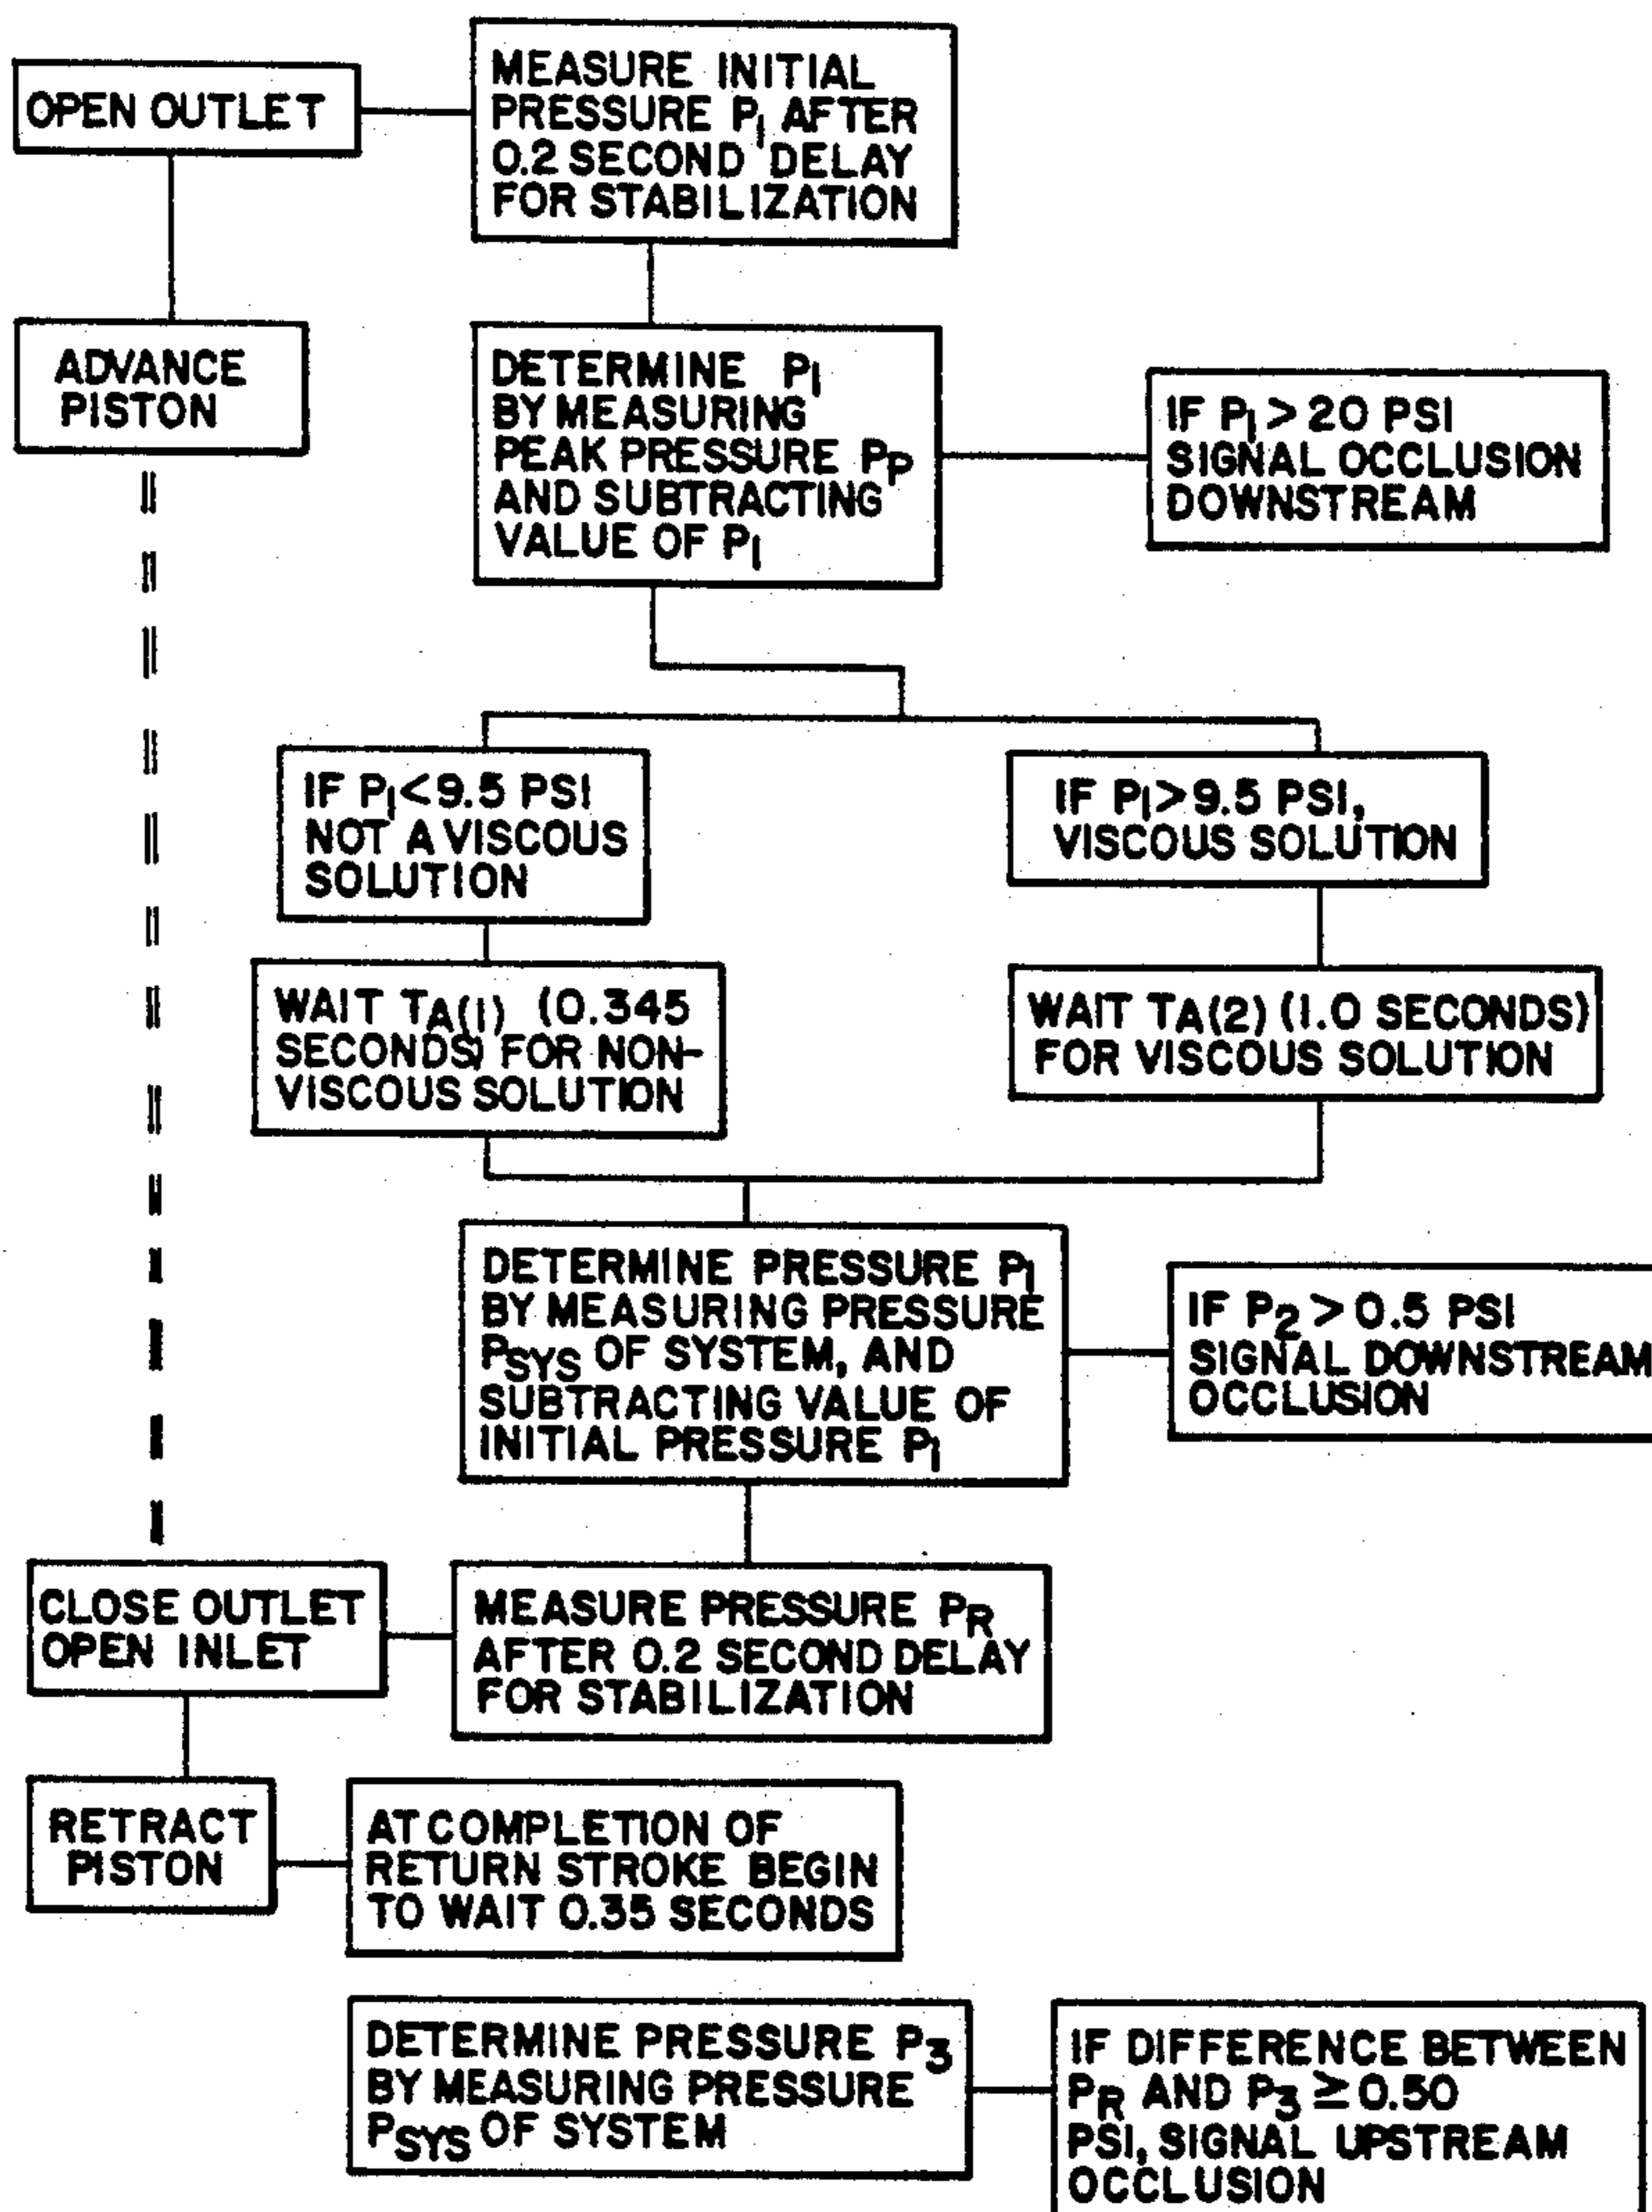 OPEN OUTLET
MEASURE INITIAL
PRESSURE P₁ AFTER
0.2 SECOND DELAY
FOR STABILIZATION
ADVANCE
PISTON
DETERMINE P₁
BY MEASURING
PEAK PRESSURE Pₚ
AND SUBTRACTING
VALUE OF P₁
IF P₁ > 20 PSI
SIGNAL OCCLUSION
DOWNSTREAM
IF P₁<9.5 PSI
NOT A VISCOUS
SOLUTION
IF P₁>9.5 PSI,
VISCOUS SOLUTION
WAIT TA(1) (0.345
SECONDS) FOR NON-
VISCOUS SOLUTION
WAIT TA(2) (1.0 SECONDS)
FOR VISCOUS SOLUTION
DETERMINE PRESSURE P₁
BY MEASURING PRESSURE
PSYS OF SYSTEM, AND
SUBTRACTING VALUE OF
INITIAL PRESSURE P₁
IF P₂ > 0.5 PSI
SIGNAL DOWNSTREAM
OCCLUSION
CLOSE OUTLET
OPEN INLET
MEASURE PRESSURE PR
AFTER 0.2 SECOND DELAY
FOR STABILIZATION
RETRACT
PISTON
AT COMPLETION OF
RETURN STROKE BEGIN
TO WAIT 0.35 SECONDS
DETERMINE PRESSURE P₃
BY MEASURING PRESSURE
PSYS OF SYSTEM
IF DIFFERENCE BETWEEN
PR AND P₃ ≥ 0.50
PSI, SIGNAL UPSTREAM
OCCLUSION